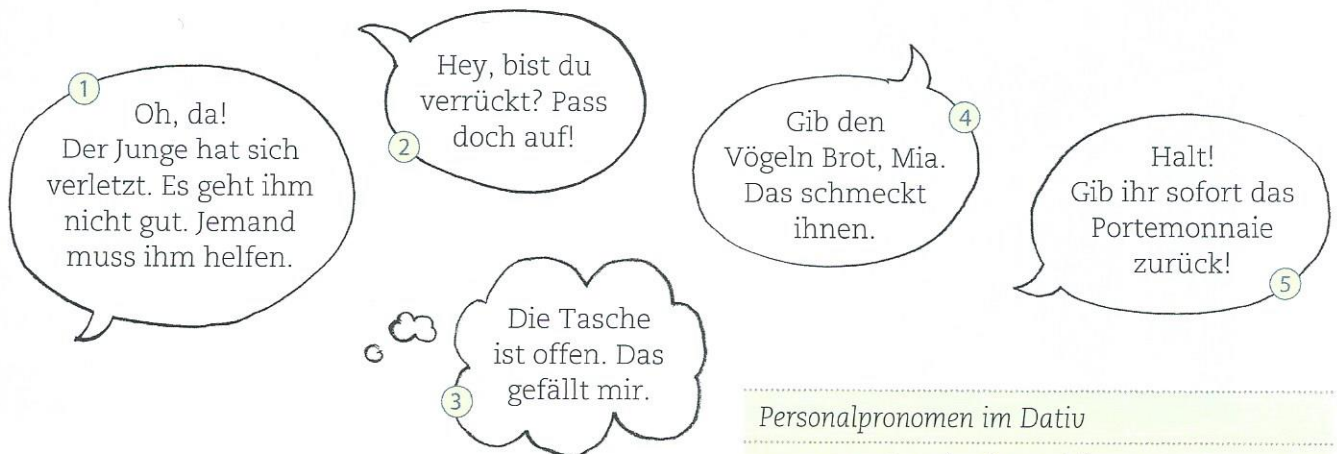 1
Oh, da!
Der Junge hat sich
verletzt. Es geht ihm
nicht gut. Jemand
muss ihm helfen.
2
Hey, bist du
verrückt? Pass
doch auf!
3
Die Tasche
ist offen. Das
gefällt mir.
4
Gib den
Vögeln Brot, Mia.
Das schmeckt
ihnen.
5
Halt!
Gib ihr sofort das
Portemonnaie
zurück!
Personalpronomen im Dativ